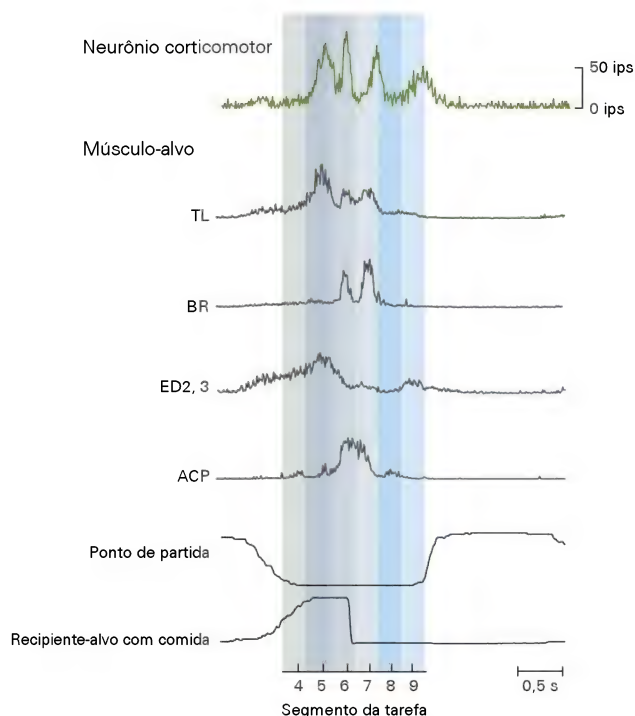 Neurônio corticomotor
50 ips
0 ips
Músculo-alvo
TL
BR
ED2, 3
ACP
Ponto de partida
Recipiente-alvo com comida
4 5 6 7 8 9
0,5 s
Segmento da tarefa